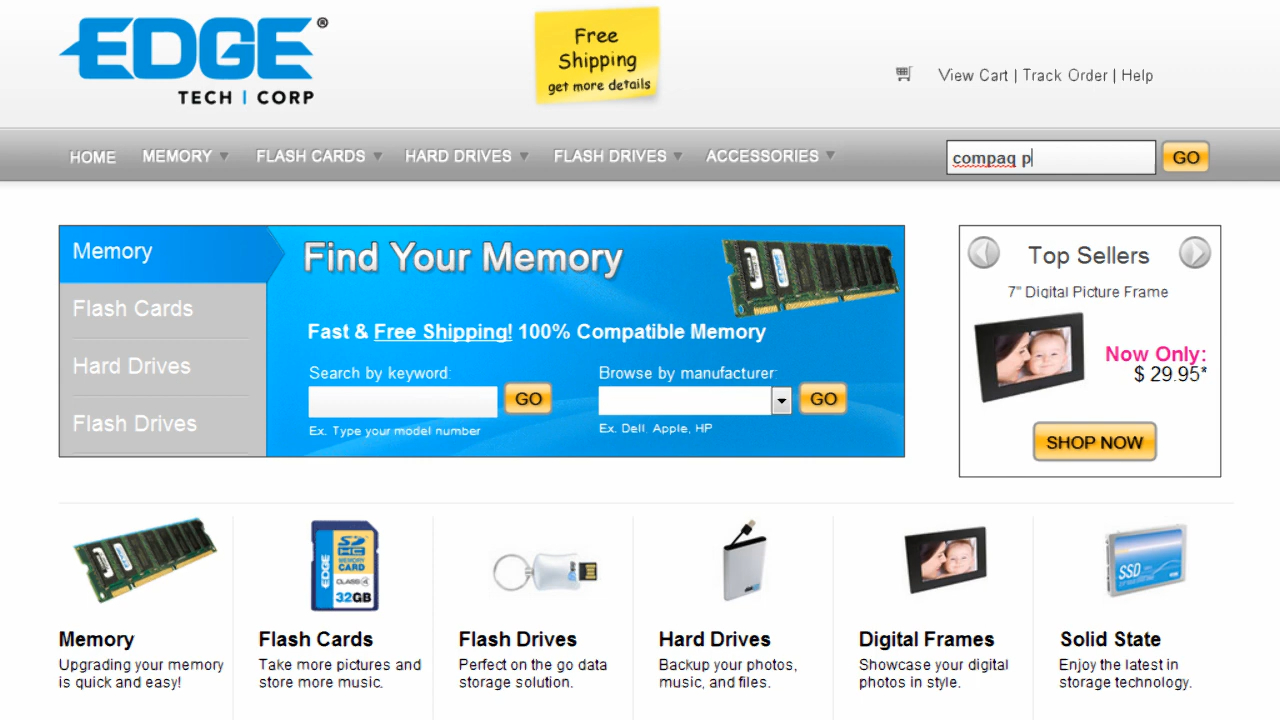 EDGE®
TECH | CORP
Free
Shipping
get more details
View Cart | Track Order | Help
HOME MEMORY FLASH CARDS HARD DRIVES FLASH DRIVES ACCESSORIES
compaq p GO
Memory
Flash Cards
Hard Drives
Flash Drives
Find Your Memory
Fast & Free Shipping! 100% Compatible Memory
Search by keyword:
GO
Ex. Type your model number
Browse by manufacturer:
GO
Ex. Dell, Apple, HP
Top Sellers
7" Digital Picture Frame
Now Only:
$ 29.95*
SHOP NOW
EDGE
SD
HC
MEMORY
CARD
CLASS 4
32GB
SSD
Memory
Upgrading your memory
is quick and easy!
Flash Cards
Take more pictures and
store more music.
Flash Drives
Perfect on the go data
storage solution.
Hard Drives
Backup your photos,
music, and files.
Digital Frames
Showcase your digital
photos in style.
Solid State
Enjoy the latest in
storage technology.